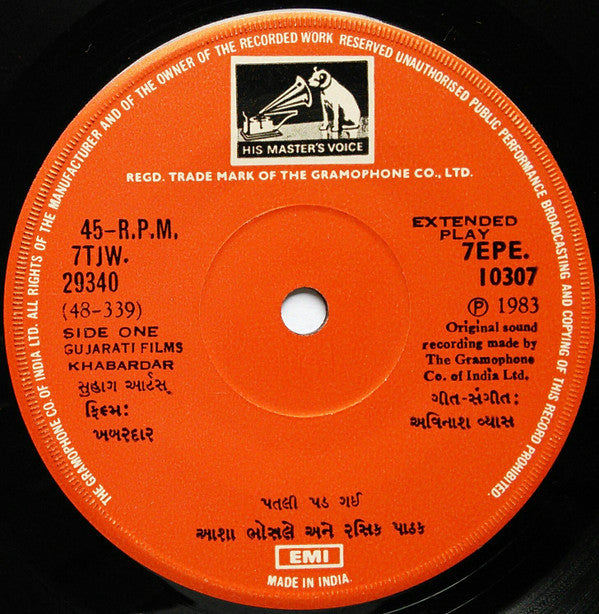 THE GRAMOPHONE CO. OF INDIA LTD. ALL RIGHTS OF THE MANUFACTURER AND OF THE OWNER OF THE RECORDED WORK RESERVED UNAUTHORISED PUBLIC PERFORMANCE BROADCASTING AND COPYING OF THIS RECORD PROHIBITED.
HIS MASTER'S VOICE
REGD. TRADE MARK OF THE GRAMOPHONE CO., LTD.
45-R.P.M.
7TJW.
29340
(48-339)
SIDE ONE
GUJARATI FILMS
KHABARDAR
સુહાગ આર્ટસ્
ફિલ્મ:
ખબરદાર
EXTENDED
PLAY
7EPE.
10307
Ⓟ 1983
Original sound
recording made by
The Gramophone
Co. of India Ltd.
ગીત-સંગીત:
અવિનાશ વ્યાસ
પતલી પડ ગઈ
આશા ભોસલે અને રસિક પાઠક
EMI
MADE IN INDIA.